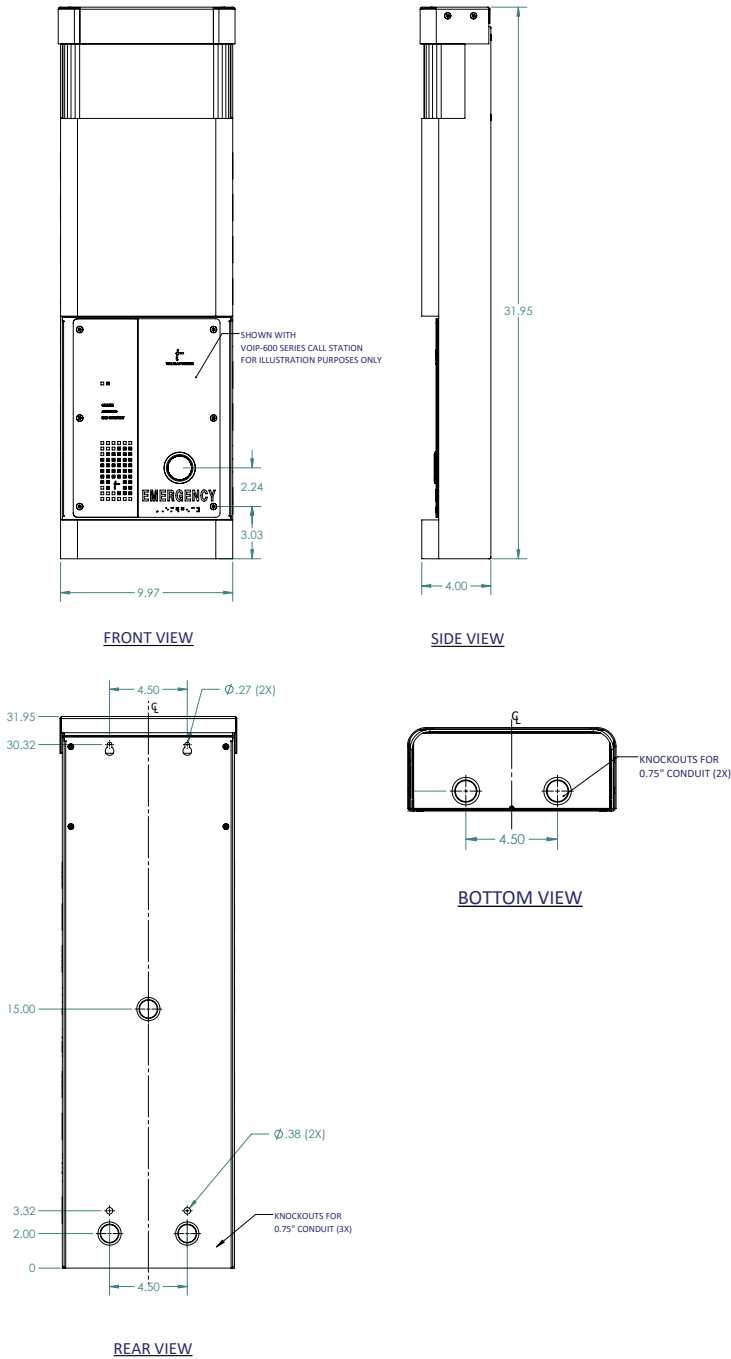 SHOWN WITH
VOIP-600 SERIES CALL STATION
FOR ILLUSTRATION PURPOSES ONLY
31.95
EMERGENCY
2.24
3.03
9.97
4.00
FRONT VIEW
SIDE VIEW
4.50
Ø.27 (2X)
31.95
30.32
15.00
Ø.38 (2X)
3.32
2.00
0
KNOCKOUTS FOR
0.75" CONDUIT (3X)
4.50
REAR VIEW
KNOCKOUTS FOR
0.75" CONDUIT (2X)
4.50
BOTTOM VIEW